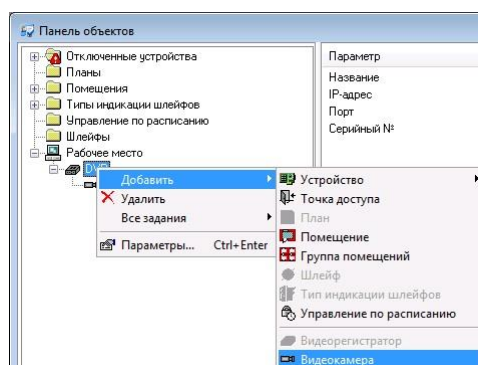 Панель объектов
Отключенные устройства
Планы
Помещения
Типы индикации шлейфов
Управление по расписанию
Шлейфы
Рабочее место
DVR
Параметр
Название
IP-адрес
Порт
Серийный №
Добавить
Удалить
Все задания
Параметры... Ctrl+Enter
Устройство
Точка доступа
План
Помещение
Группа помещений
Шлейф
Тип индикации шлейфов
Управление по расписанию
Видеорегистратор
Видеокамера